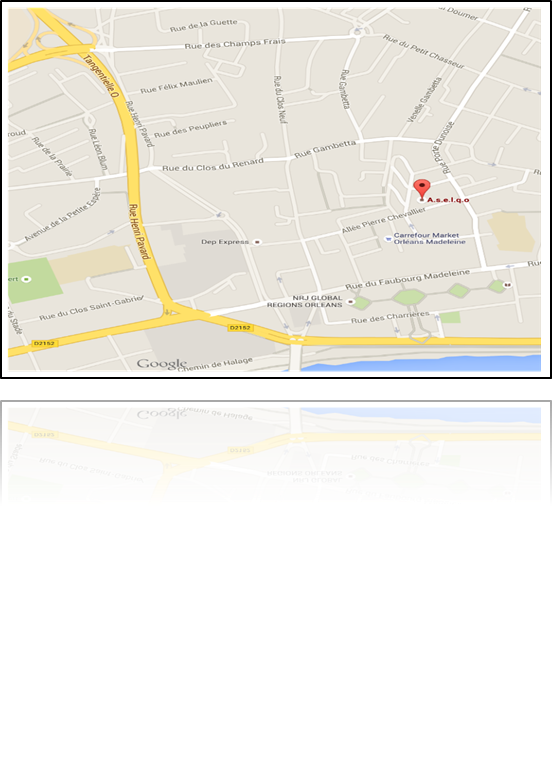 Doumer
Rue de la Guette
Rue des Champs Frais
Rue du Petit Chasseur
Tangentielle O
Rue Félix Maulien
Rue du Clos Neuf
Rue Gambetta
Venelle Gambetta
Rue Henri Pavard
roud
Rue Léon Blum
Rue de la Prairie
Rue des Peupliers
Rue Gambetta
Rue du Clos du Renard
Avenue de la Petite
A.s.e.l.q.o
Rue Henri Pavard
Allée Pierre Chevallier
Dep Express
Carrefour Market
Orléans Madeleine
ert
Rue du Faubourg Madeleine
NRJ GLOBAL
REGIONS ORLEANS
Rue du Clos Saint-Gabriel
Rue des Charrières
du Stade
D2152
D2152
Google
Chemin de Halage